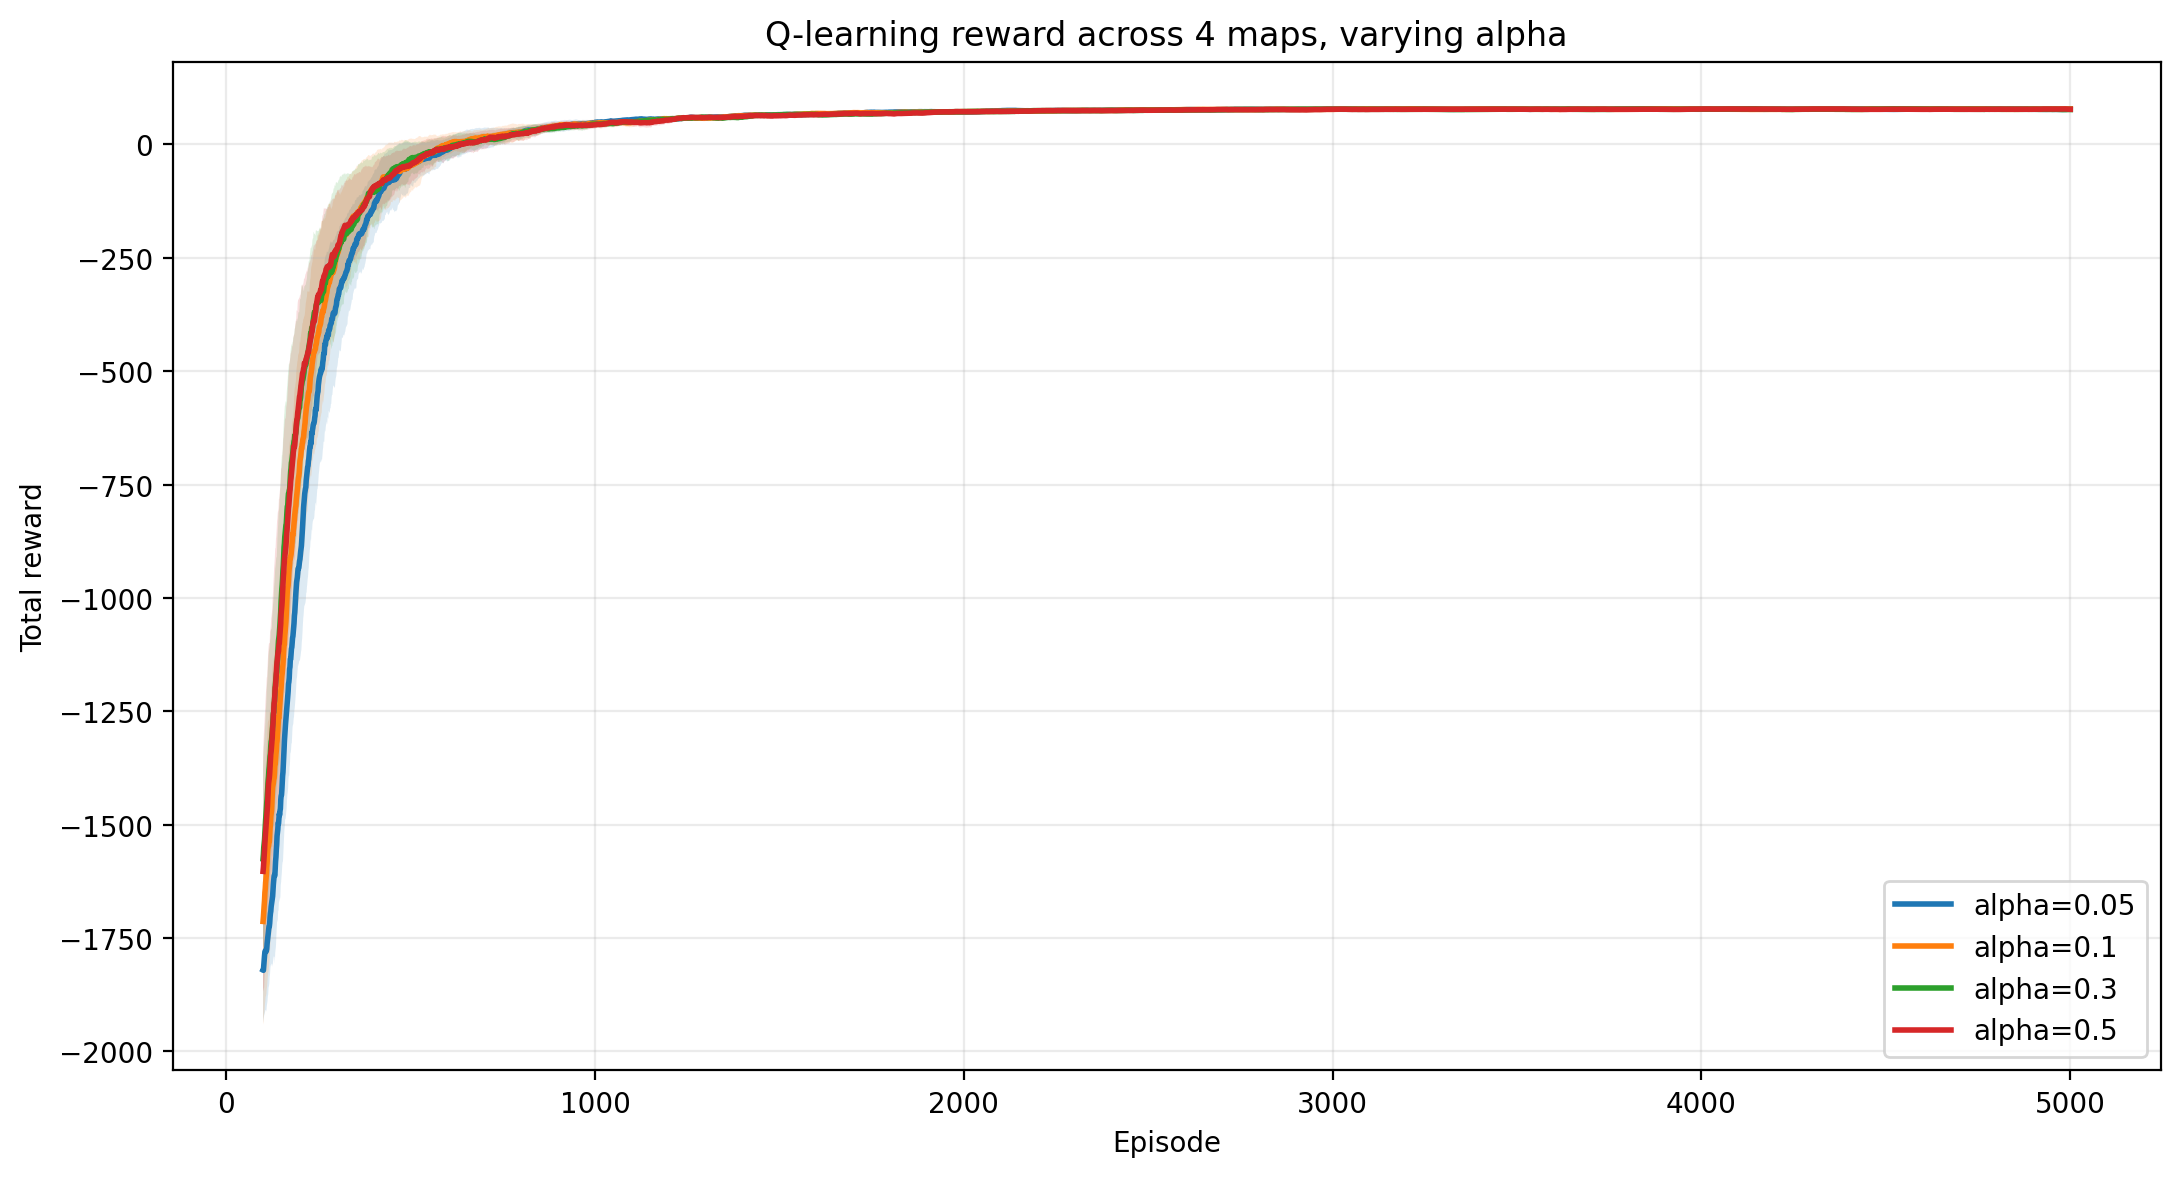 Q-learning reward across 4 maps, varying alpha
Total reward
0
−250
−500
−750
−1000
−1250
−1500
−1750
−2000
0 1000 2000 3000 4000 5000
Episode
alpha=0.05
alpha=0.1
alpha=0.3
alpha=0.5